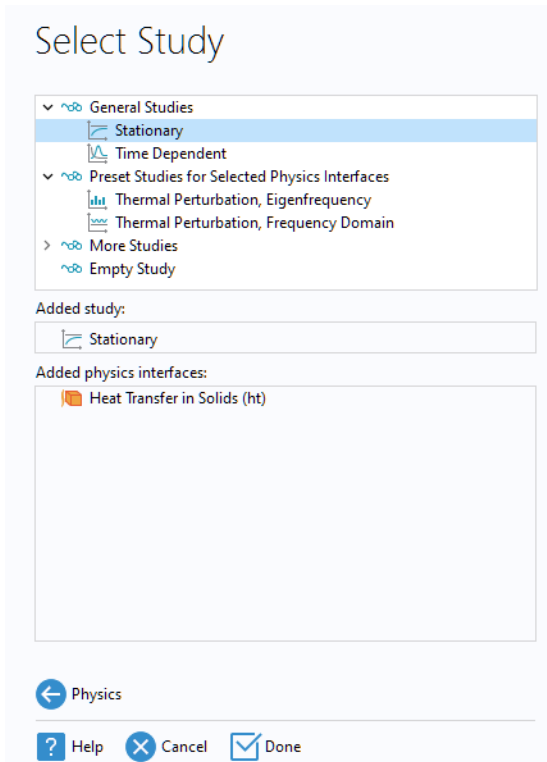 Select Study
General Studies
Stationary
Time Dependent
Preset Studies for Selected Physics Interfaces
Thermal Perturbation, Eigenfrequency
Thermal Perturbation, Frequency Domain
More Studies
Empty Study
Added study:
Stationary
Added physics interfaces:
Heat Transfer in Solids (ht)
Physics
? Help Cancel Done